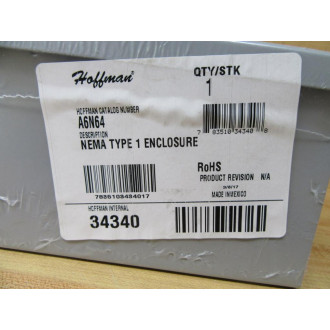 Hoffman
QTY/STK
1
HOFFMAN CATALOG NUMBER
A6N64
DESCRIPTION
NEMA TYPE 1 ENCLOSURE
RoHS
PRODUCT REVISION N/A
MADE IN MEXICO
HOFFMAN INTERNAL
34340